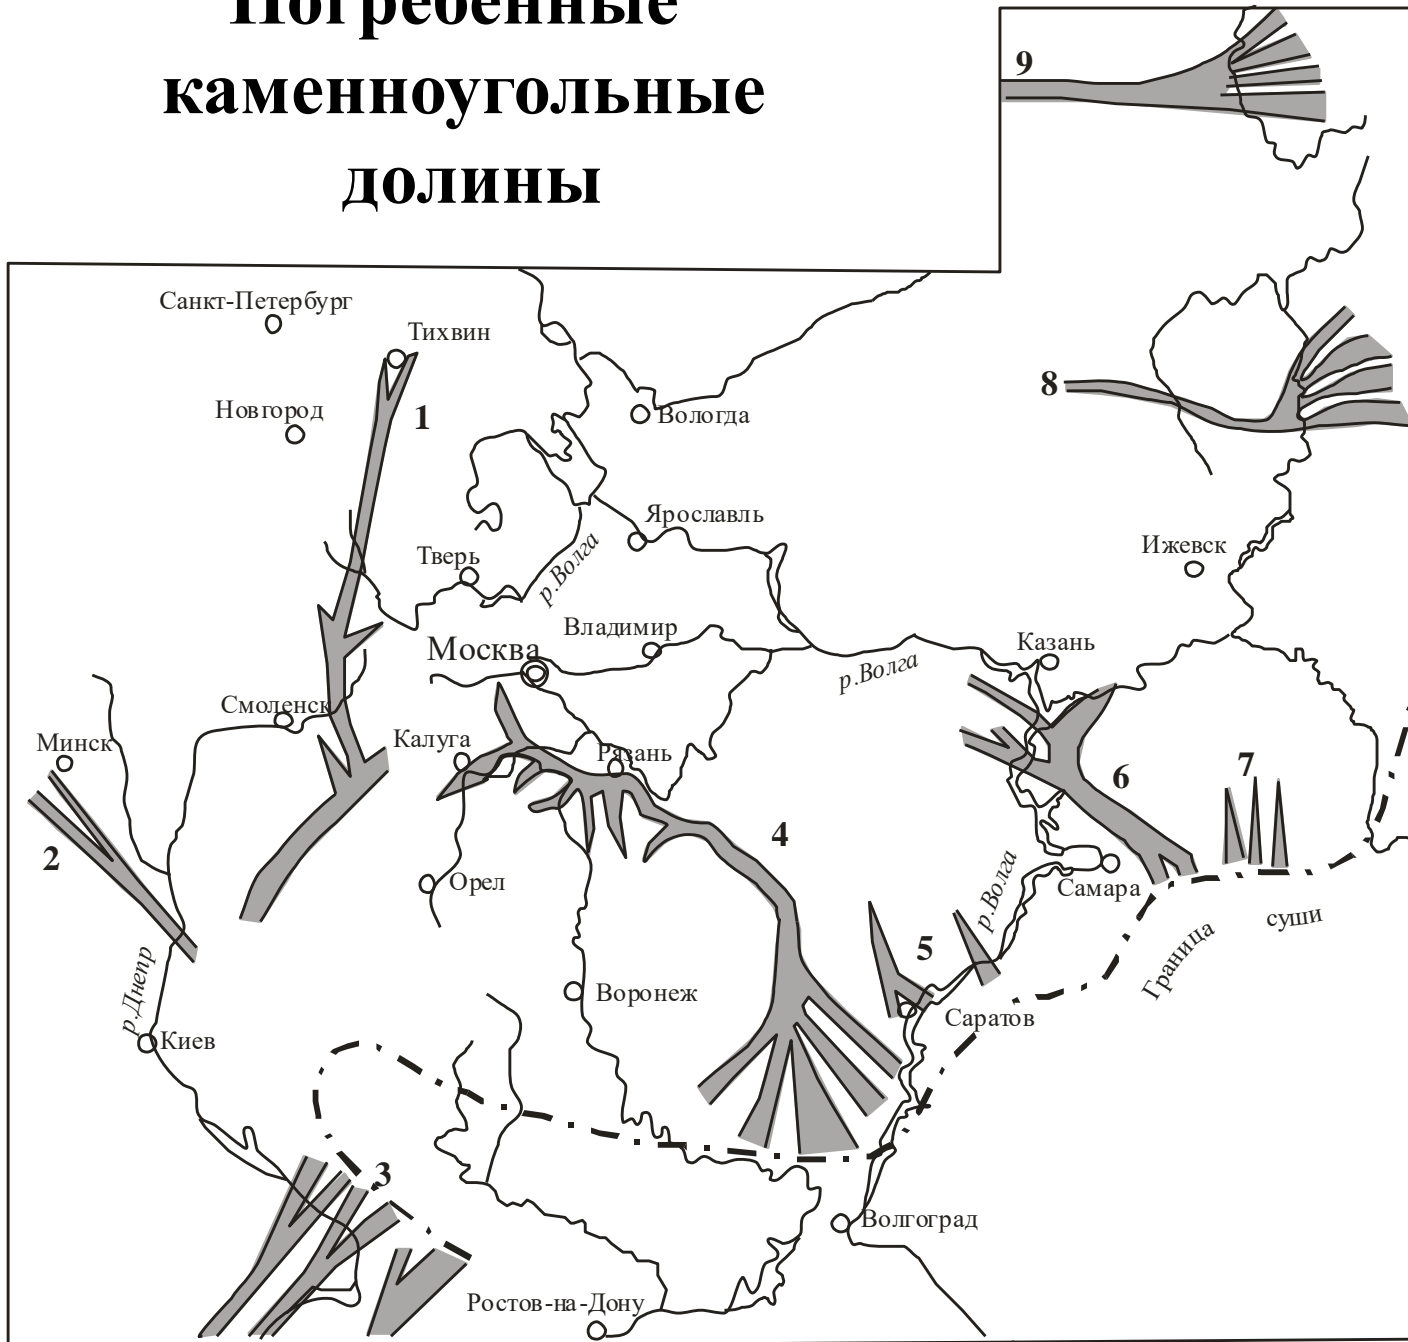 Погребенные
каменноугольные
долины
9
Санкт-Петербург
Тихвин
8
Новгород
1
Вологда
Ярославль
Тверь
р.Волга
Ижевск
Владимир
Москва
Казань
р.Волга
Смоленск
Минск
Калуга
Рязань
6
7
4
2
Орел
Самара
р.Волга
Граница
суши
5
р.Днепр
Воронеж
Саратов
Киев
3
Волгоград
Ростов-на-Дону